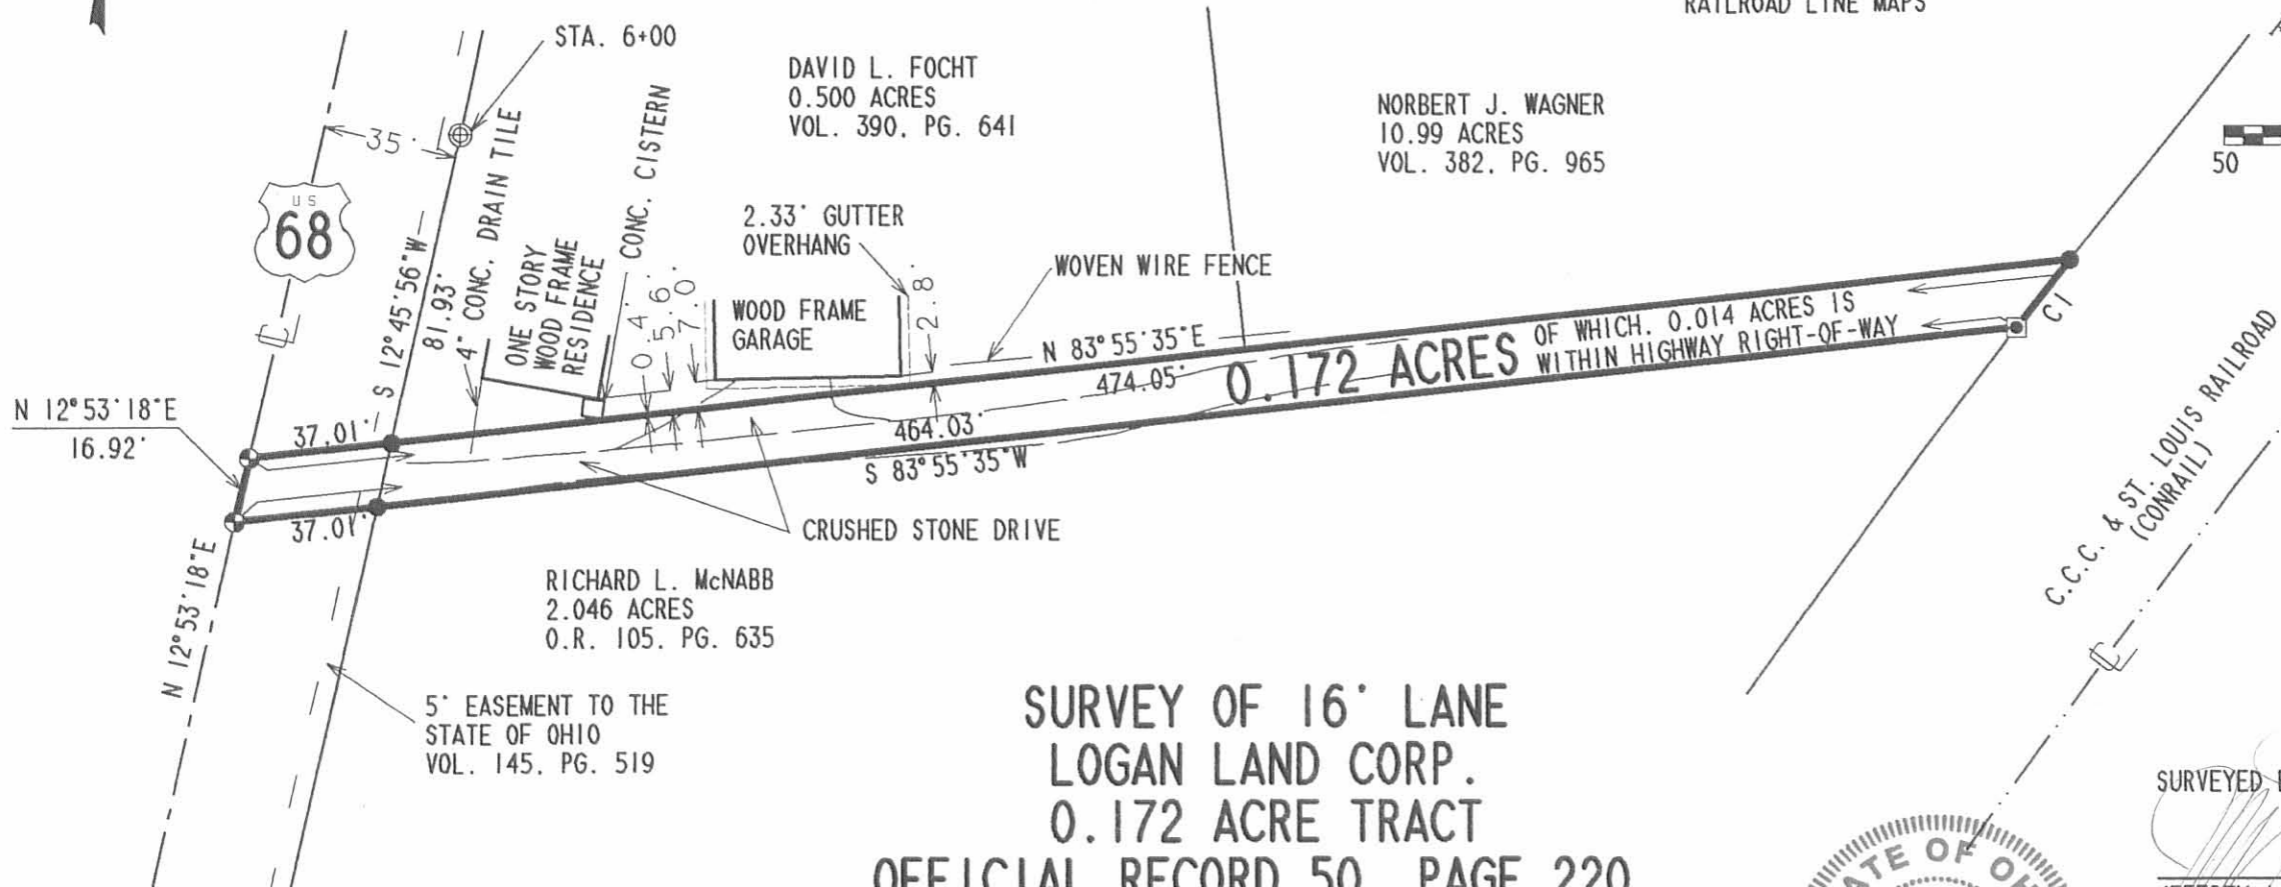 RAILROAD LINE MAPS
STA. 6+00
DAVID L. FOCHT
0.500 ACRES
VOL. 390, PG. 641
NORBERT J. WAGNER
10.99 ACRES
VOL. 382, PG. 965
50
35'
US
68
S 12°45'56"W
81.93'
4" CONC. DRAIN TILE
ONE STORY
WOOD FRAME
RESIDENCE
CONC. CISTERN
0.4'
5.6'
7.0'
2.33' GUTTER
OVERHANG
WOOD FRAME
GARAGE
2.8'
WOVEN WIRE FENCE
N 83°55'35"E
474.05'
0.172 ACRES
OF WHICH, 0.014 ACRES IS
WITHIN HIGHWAY RIGHT-OF-WAY
C1
N 12°53'18"E
16.92'
37.01'
464.03'
S 83°55'35"W
37.01'
CRUSHED STONE DRIVE
C.C.C. & ST. LOUIS RAILROAD
(CONRAIL)
N 12°53'18"E
RICHARD L. McNABB
2.046 ACRES
O.R. 105, PG. 635
5' EASEMENT TO THE
STATE OF OHIO
VOL. 145, PG. 519
SURVEY OF 16' LANE
LOGAN LAND CORP.
0.172 ACRE TRACT
OFFICIAL RECORD 50, PAGE 220
SURVEYED
ATE OF OH